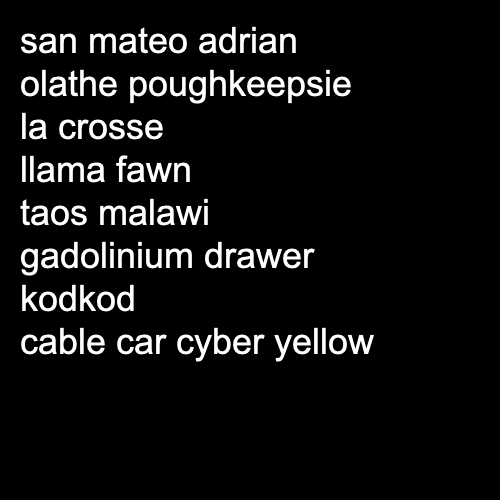 san mateo adrian
olathe poughkeepsie
la crosse
llama fawn
taos malawi
gadolinium drawer
kodkod
cable car cyber yellow